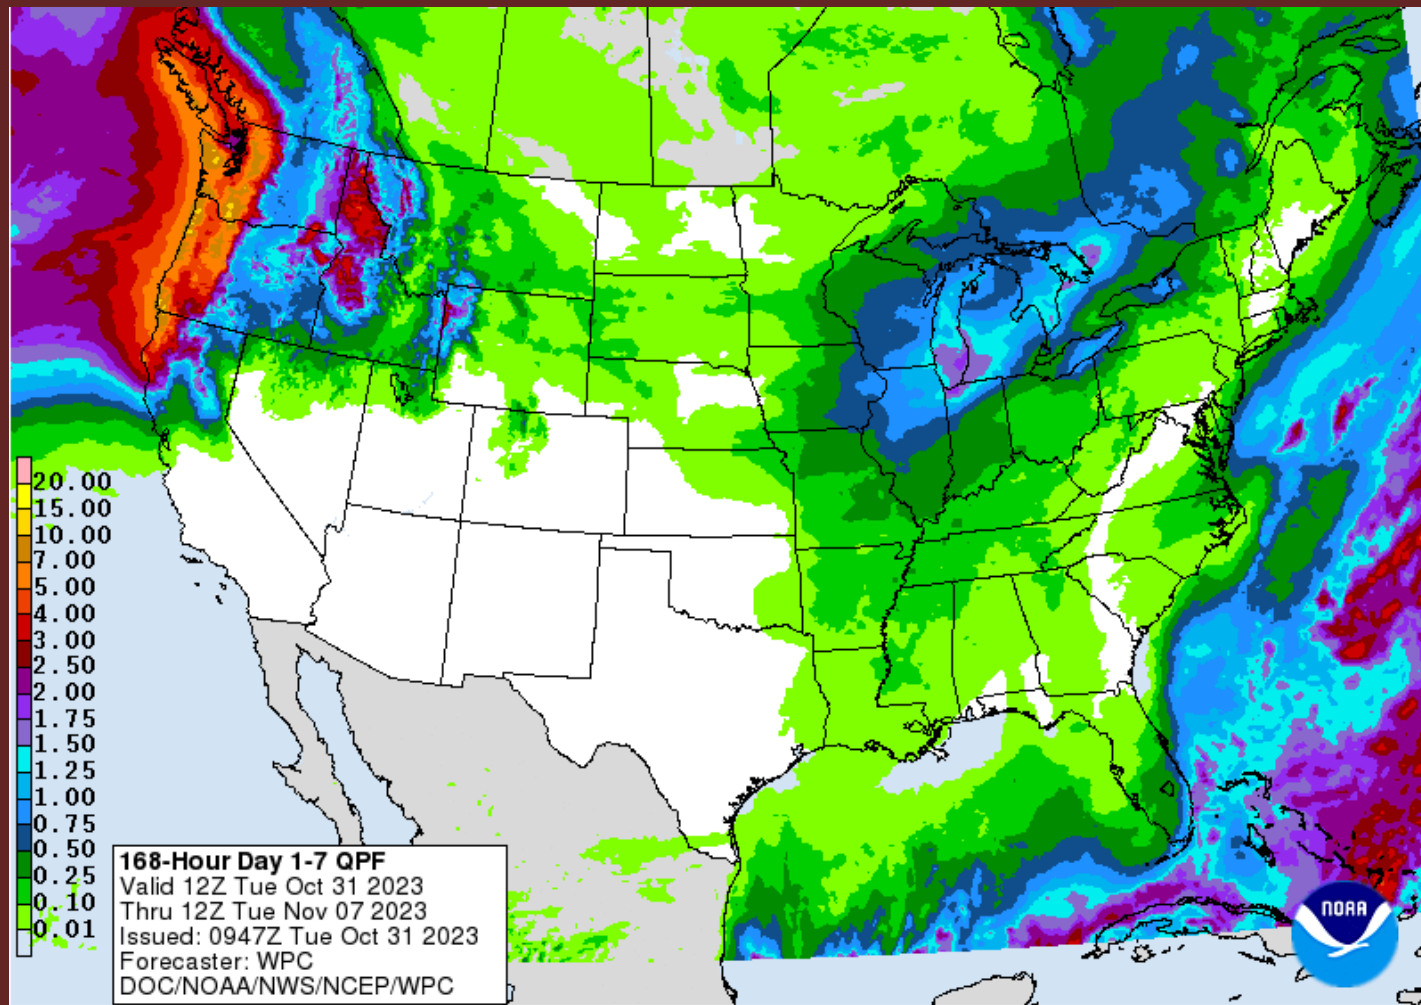 20.00
15.00
10.00
7.00
5.00
4.00
3.00
2.50
2.00
1.75
1.50
1.25
1.00
0.75
0.50
0.25
0.10
0.01
168-Hour Day 1-7 QPF
Valid 12Z Tue Oct 31 2023
Thru 12Z Tue Nov 07 2023
Issued: 0947Z Tue Oct 31 2023
Forecaster: WPC
DOC/NOAA/NWS/NCEP/WPC
NOAA